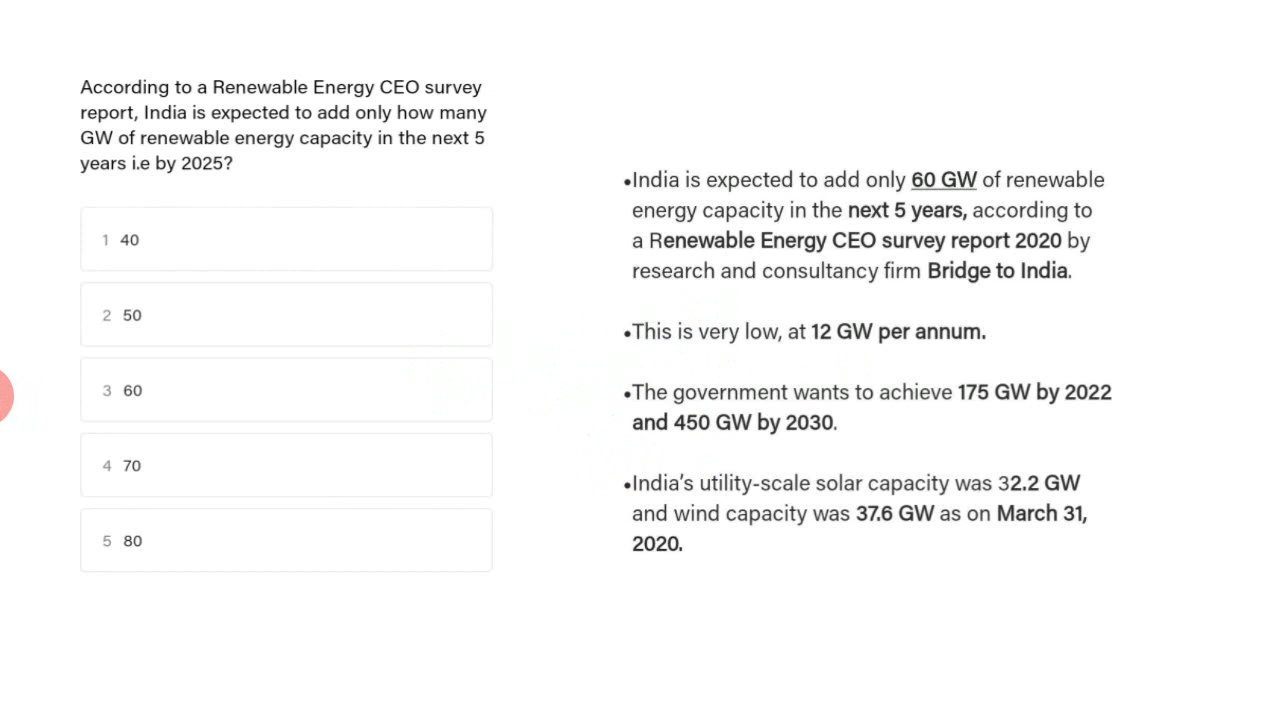 According to a Renewable Energy CEO survey
report, India is expected to add only how many
GW of renewable energy capacity in the next 5
years i.e by 2025?
1 40
2 50
3 60
4 70
5 80
•India is expected to add only 60 GW of renewable
energy capacity in the next 5 years, according to
a Renewable Energy CEO survey report 2020 by
research and consultancy firm Bridge to India.
•This is very low, at 12 GW per annum.
•The government wants to achieve 175 GW by 2022
and 450 GW by 2030.
•India’s utility-scale solar capacity was 32.2 GW
and wind capacity was 37.6 GW as on March 31,
2020.